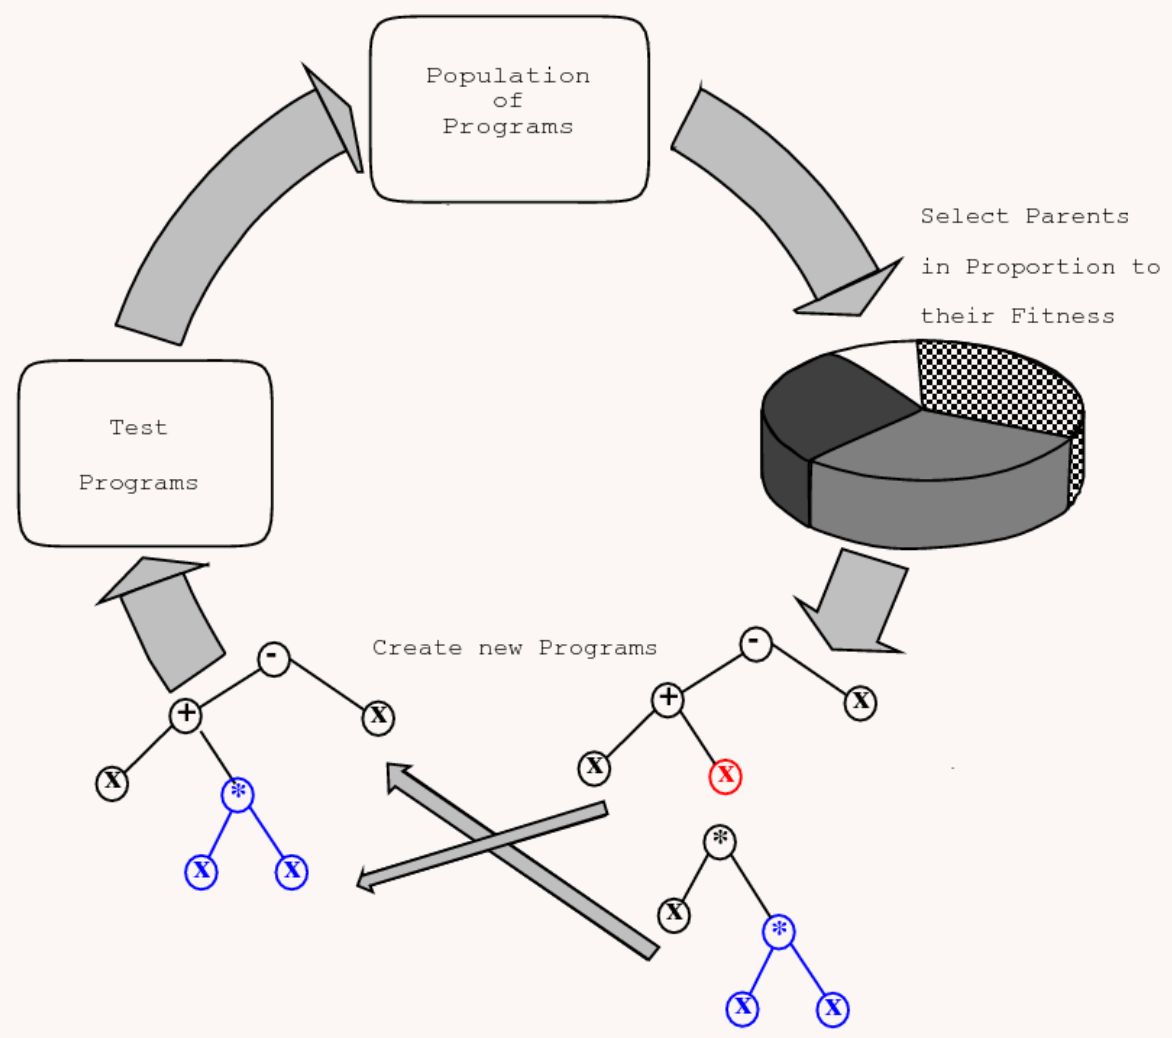 Population
of
Programs
Select Parents
in Proportion to
their Fitness
Test
Programs
Create new Programs
-
+
X
X
*
X
X
-
+
X
X
X
*
X
*
X
X